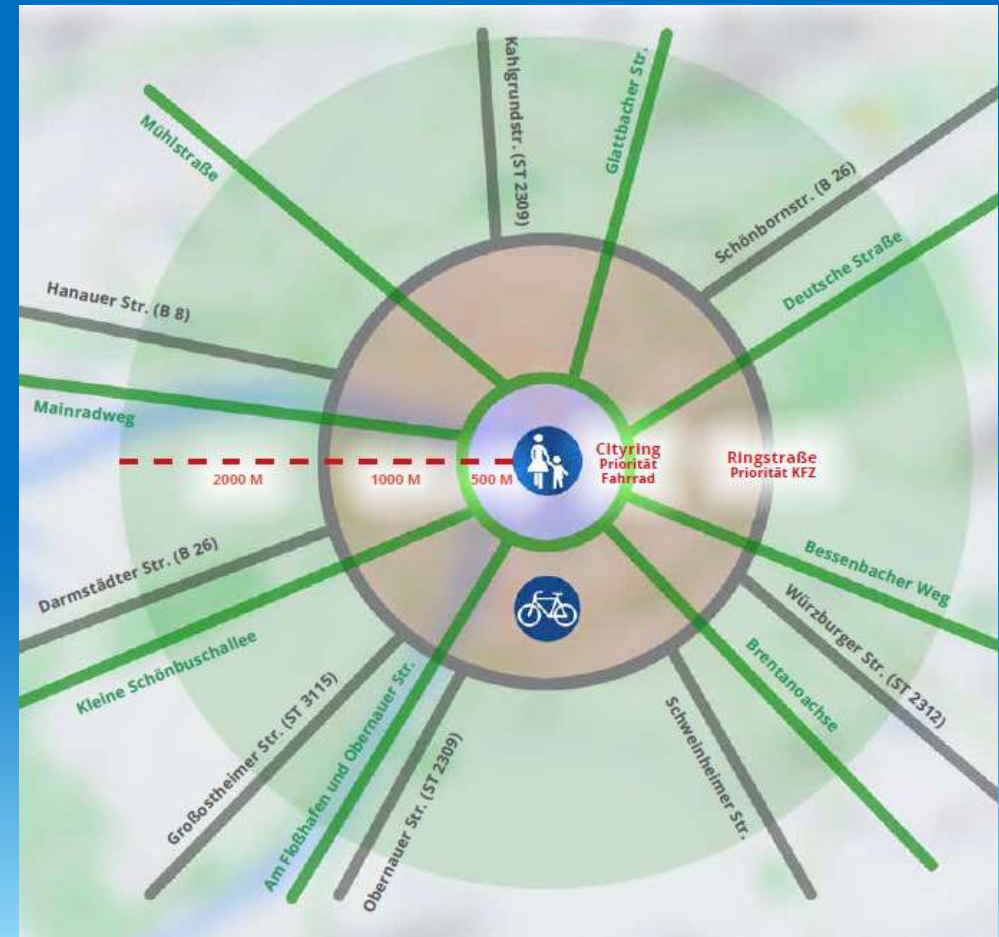 Kahlgrundstr. (ST 2309)
Glattbacher Str.
Mühlstraße
Schönbornstr. (B 26)
Deutsche Straße
Hanauer Str. (B 8)
Mainradweg
2000 M
1000 M
500 M
Cityring
Priorität
Fahrrad
Ringstraße
Priorität KFZ
Darmstädter Str. (B 26)
Kleine Schönbuschallee
Bessenbacher Weg
Würzburger Str. (ST 2312)
Brentanoachse
Großostheimer Str. (ST 3115)
Am Floßhafen und Obernauer Str.
Obernauer Str. (ST 2309)
Schweinheimer Str.